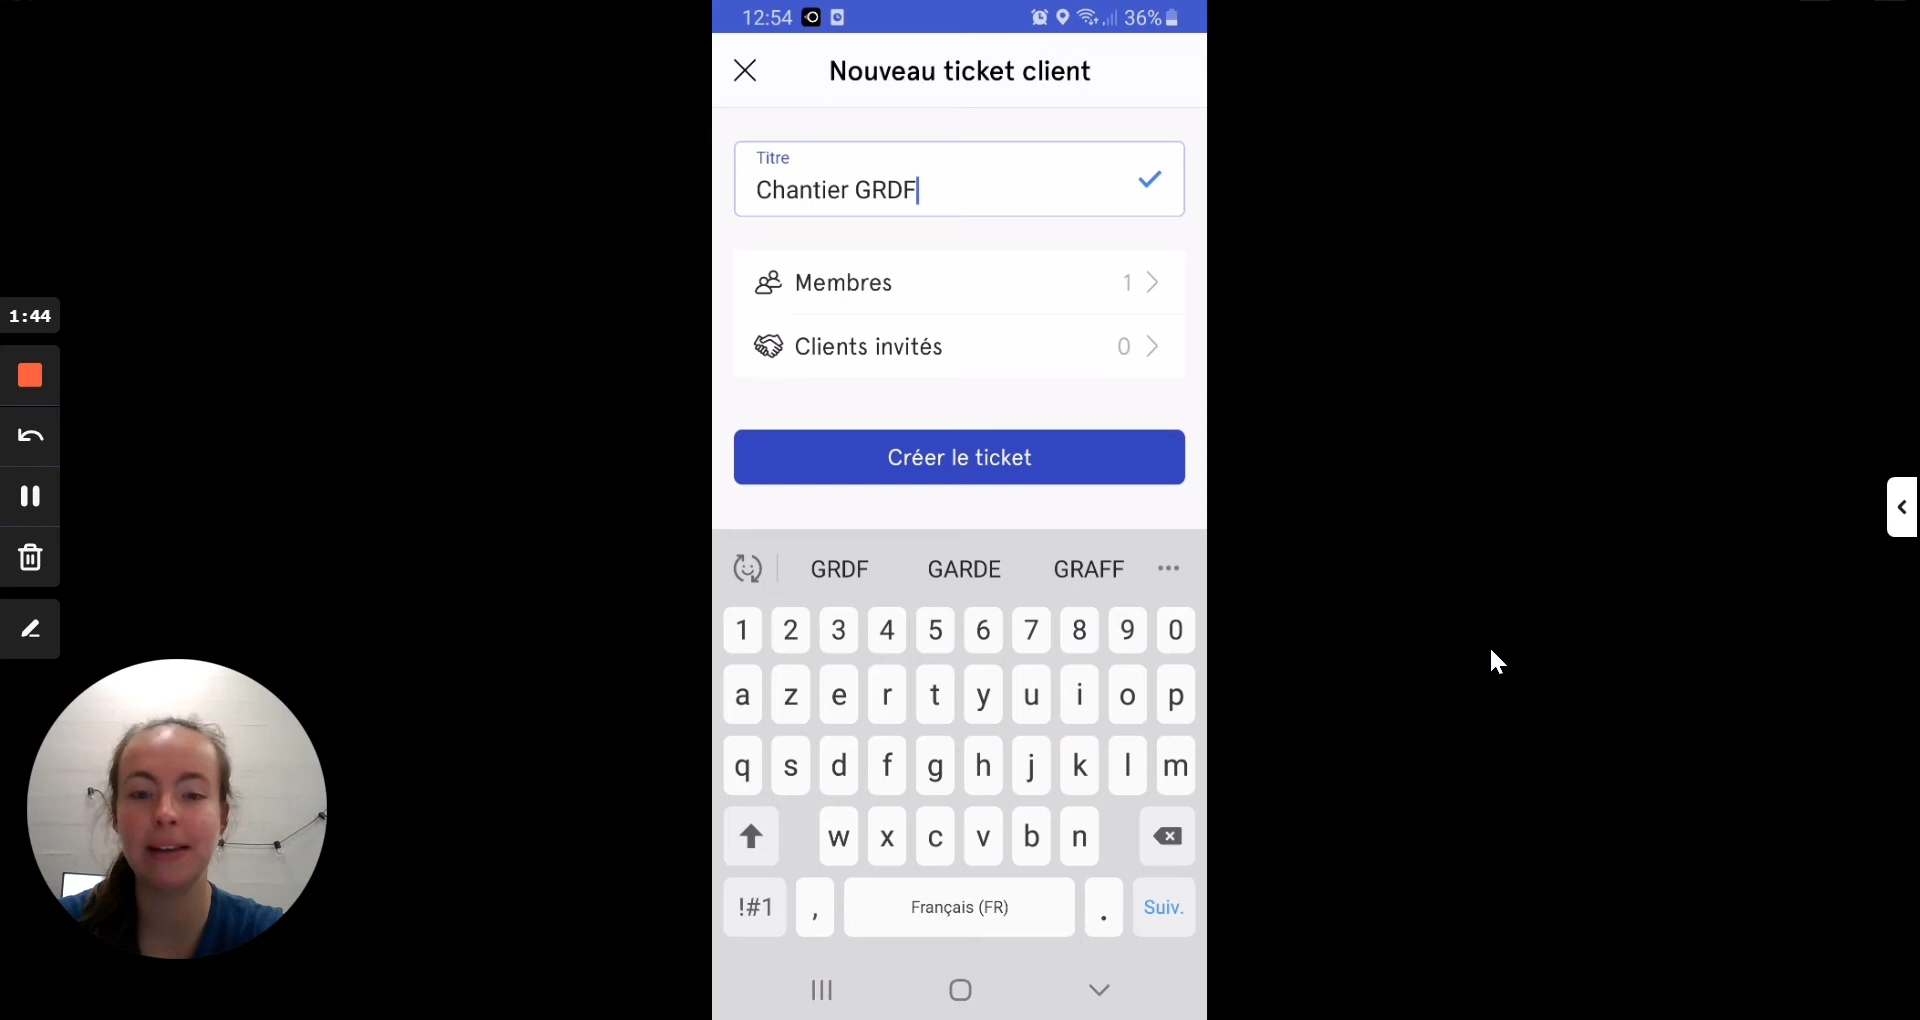 12:54
36%
Nouveau ticket client
Titre
Chantier GRDF
Membres 1
Clients invités 0
Créer le ticket
1:44
GRDF GARDE GRAFF
1 2 3 4 5 6 7 8 9 0
a z e r t y u i o p
q s d f g h j k l m
w x c v b n
!#1 , Français (FR) . Suiv.